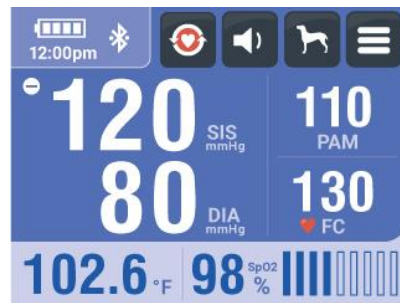 12:00pm
120 SIS mmHg
110 PAM
80 DIA mmHg
130 FC
102.6 °F 98 SpO2 %